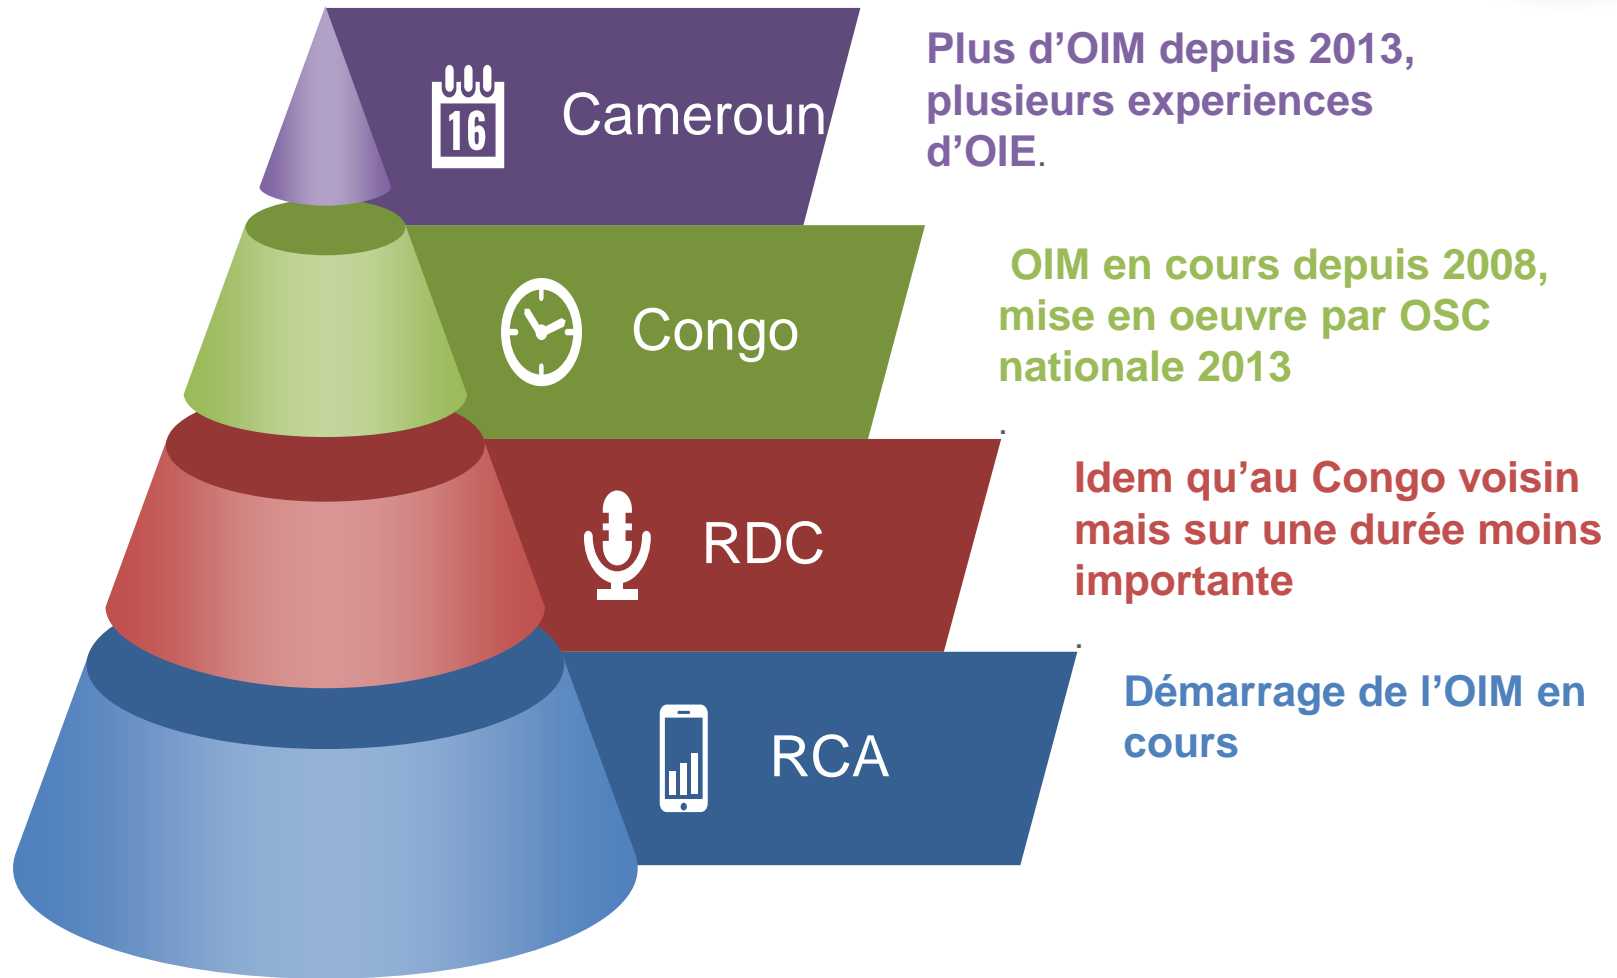 16
Cameroun
Plus d’OIM depuis 2013,
plusieurs experiences
d’OIE.
Congo
OIM en cours depuis 2008,
mise en oeuvre par OSC
nationale 2013
.
RDC
Idem qu’au Congo voisin
mais sur une durée moins
importante
.
RCA
Démarrage de l’OIM en
cours